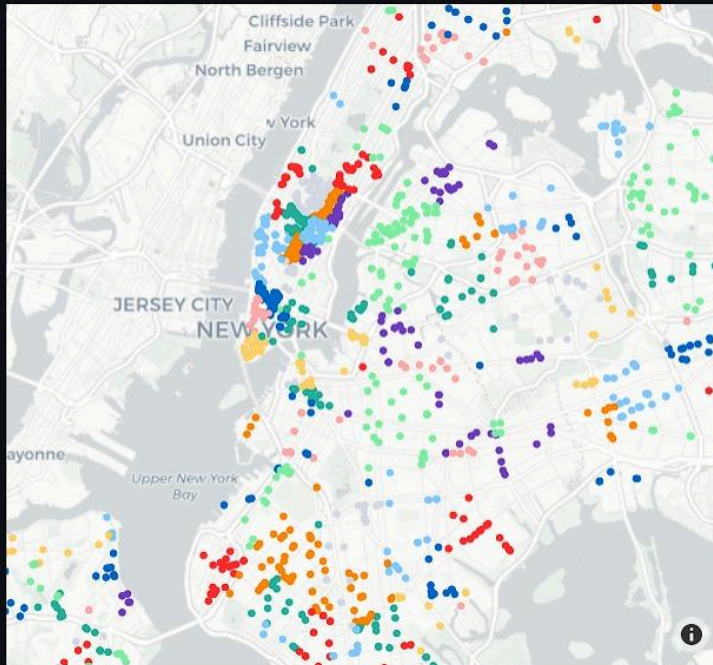 Cliffside Park
Fairview
North Bergen
w York
Union City
JERSEY CITY
NEW YORK
ayonne
Upper New York
Bay
i